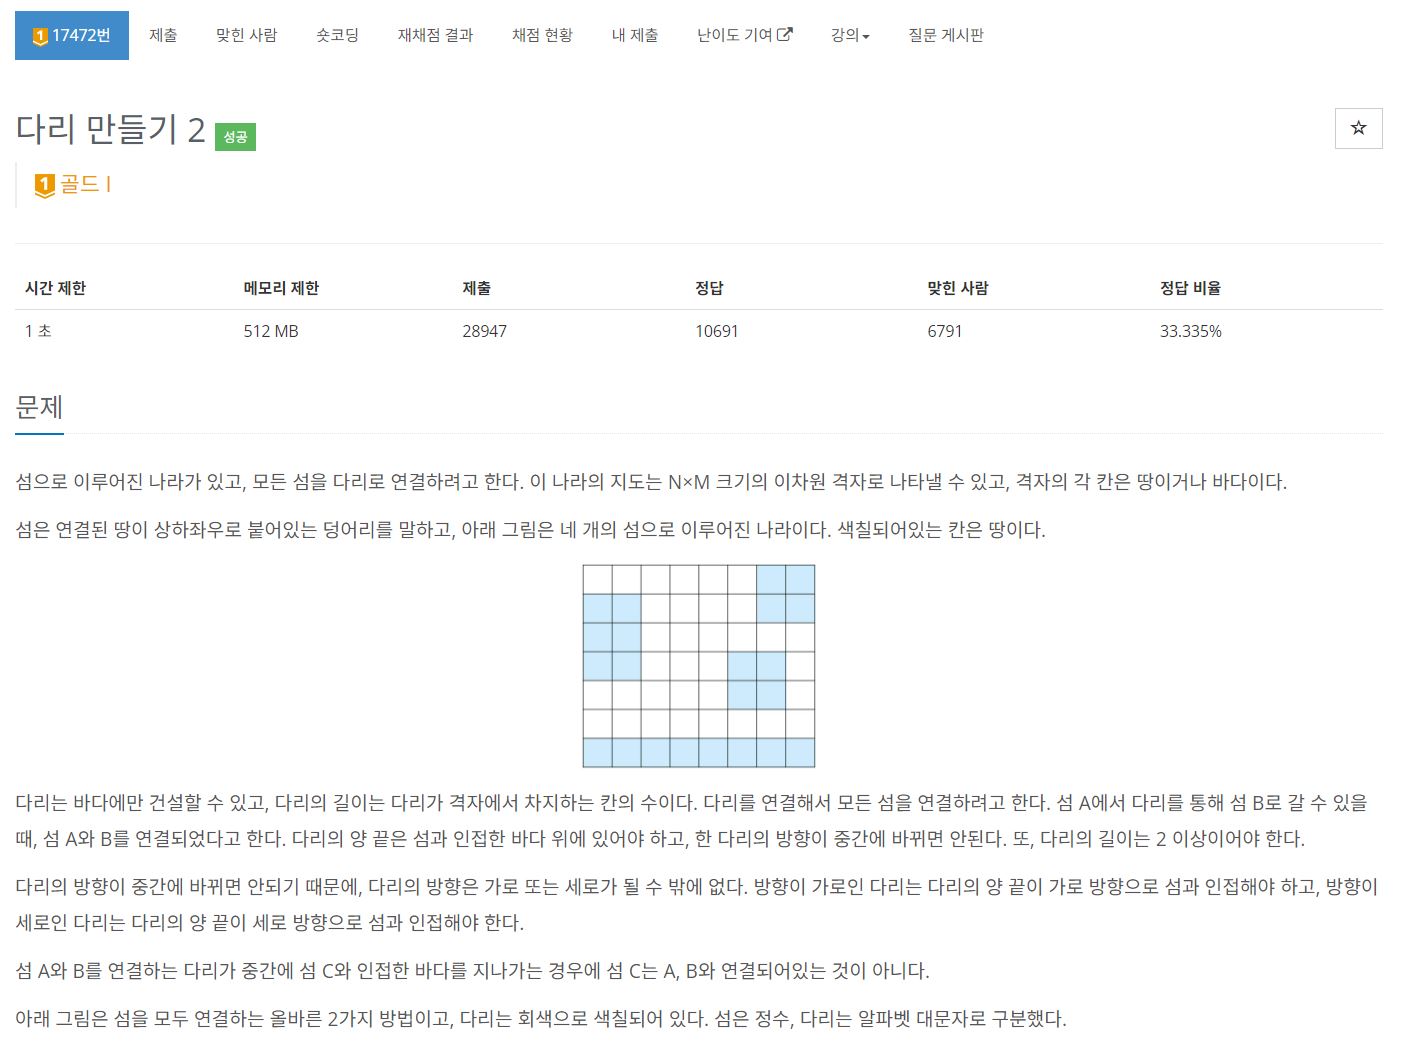 1 17472번 제출 맞힌 사람 숏코딩 재채점 결과 채점 현황 내 제출 난이도 기여 강의 질문 게시판
다리 만들기 2 성공
1 골드 I
시간 제한 메모리 제한 제출 정답 맞힌 사람 정답 비율
1 초 512 MB 28947 10691 6791 33.335%
문제
섬으로 이루어진 나라가 있고, 모든 섬을 다리로 연결하려고 한다. 이 나라의 지도는 N×M 크기의 이차원 격자로 나타낼 수 있고, 격자의 각 칸은 땅이거나 바다이다.
섬은 연결된 땅이 상하좌우로 붙어있는 덩어리를 말하고, 아래 그림은 네 개의 섬으로 이루어진 나라이다. 색칠되어있는 칸은 땅이다.
다리는 바다에만 건설할 수 있고, 다리의 길이는 다리가 격자에서 차지하는 칸의 수이다. 다리를 연결해서 모든 섬을 연결하려고 한다. 섬 A에서 다리를 통해 섬 B로 갈 수 있을
때, 섬 A와 B를 연결되었다고 한다. 다리의 양 끝은 섬과 인접한 바다 위에 있어야 하고, 한 다리의 방향이 중간에 바뀌면 안된다. 또, 다리의 길이는 2 이상이어야 한다.
다리의 방향이 중간에 바뀌면 안되기 때문에, 다리의 방향은 가로 또는 세로가 될 수 밖에 없다. 방향이 가로인 다리는 다리의 양 끝이 가로 방향으로 섬과 인접해야 하고, 방향이
세로인 다리는 다리의 양 끝이 세로 방향으로 섬과 인접해야 한다.
섬 A와 B를 연결하는 다리가 중간에 섬 C와 인접한 바다를 지나가는 경우에 섬 C는 A, B와 연결되어있는 것이 아니다.
아래 그림은 섬을 모두 연결하는 올바른 2가지 방법이고, 다리는 회색으로 색칠되어 있다. 섬은 정수, 다리는 알파벳 대문자로 구분했다.